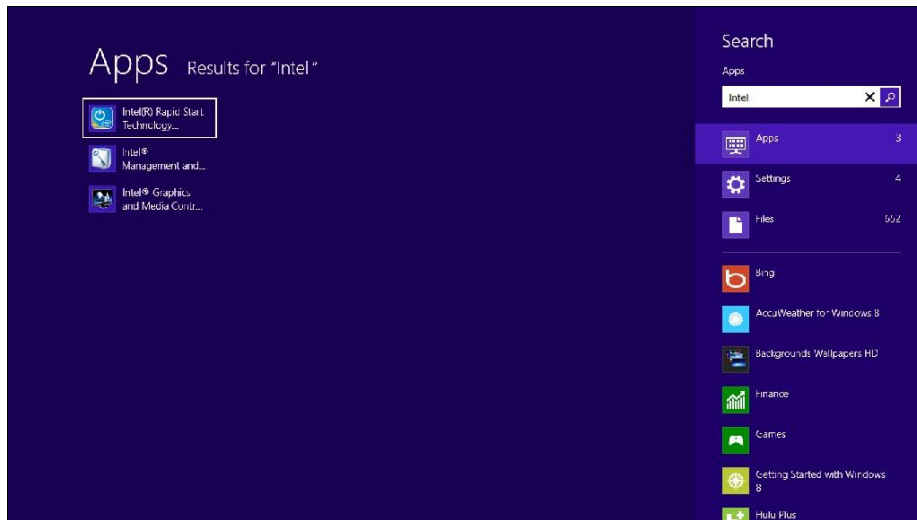 Apps Results for "Intel "
Intel(R) Rapid Start
Technology...
Intel®
Management and...
Intel® Graphics
and Media Contr...
Search
Apps
Intel
Apps 3
Settings 4
Files 652
Bing
AccuWeather for Windows 8
Backgrounds Wallpapers HD
Finance
Games
Getting Started with Windows
8
Hulu Plus